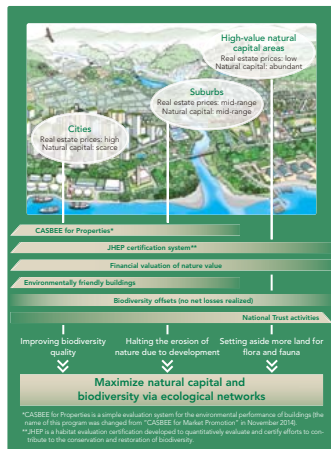 High-value natural
capital areas
Real estate prices: low
Natural capital: abundant
Suburbs
Real estate prices: mid-range
Natural capital: mid-range
Cities
Real estate prices: high
Natural capital: scarce
CASBEE for Properties*
JHEP certification system**
Financial valuation of nature value
Environmentally friendly buildings
Biodiversity offsets (no net losses realized)
National Trust activities
Improving biodiversity
quality
Halting the erosion of
nature due to development
Setting aside more land for
flora and fauna
Maximize natural capital and
biodiversity via ecological networks
*CASBEE for Properties is a simple evaluation system for the environmental performance of buildings (the
name of this program was changed from "CASBEE for Market Promotion" in November 2014).
**JHEP is a habitat evaluation certification developed to quantitatively evaluate and certify efforts to con-
tribute to the conservation and restoration of biodiversity.